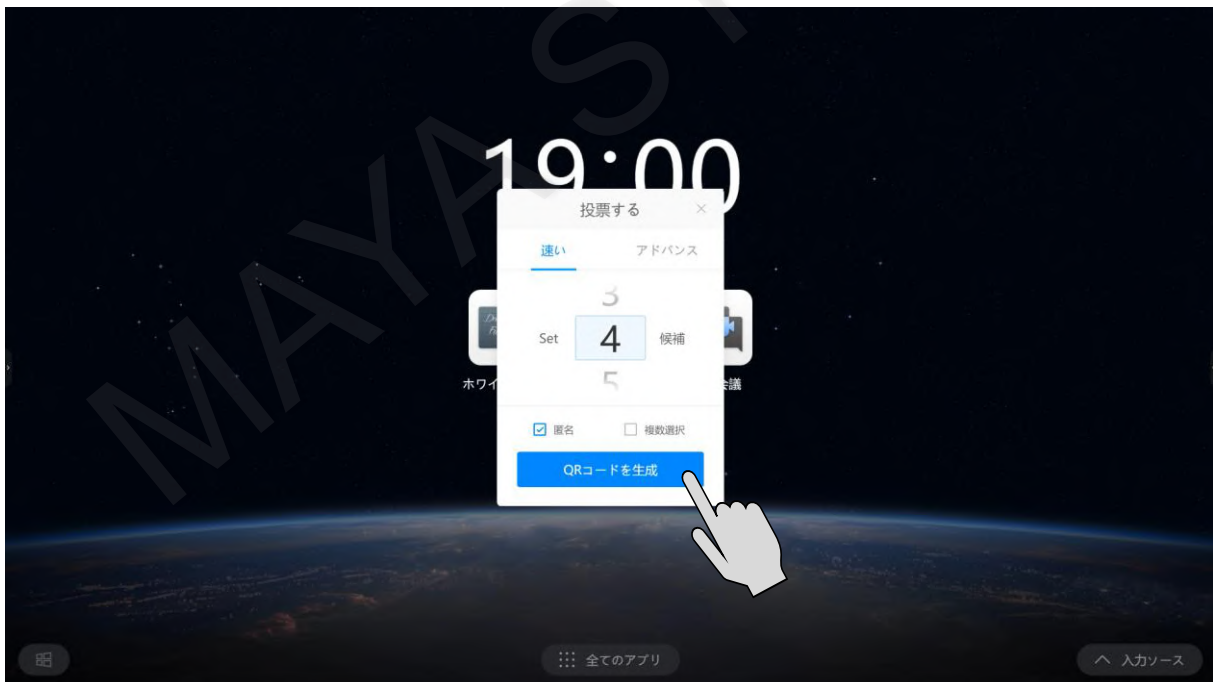 19:00
投票する ×
速い アドバンス
3
Set 4 候補
5
ホワイ
会議
匿名 複数選択
QRコードを生成
全てのアプリ
入力ソース